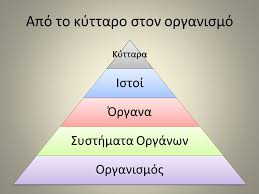 Από το κύτταρο στον οργανισμό
Κύτταρα
Ιστοί
Όργανα
Συστήματα Οργάνων
Οργανισμός